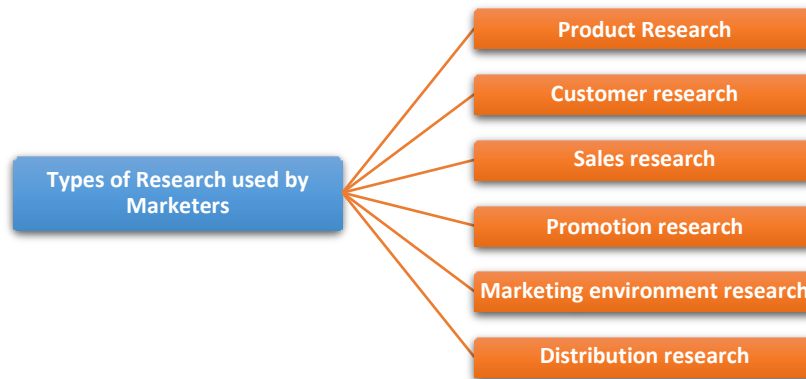 Product Research
Customer research
Sales research
Types of Research used by
Marketers
Promotion research
Marketing environment research
Distribution research